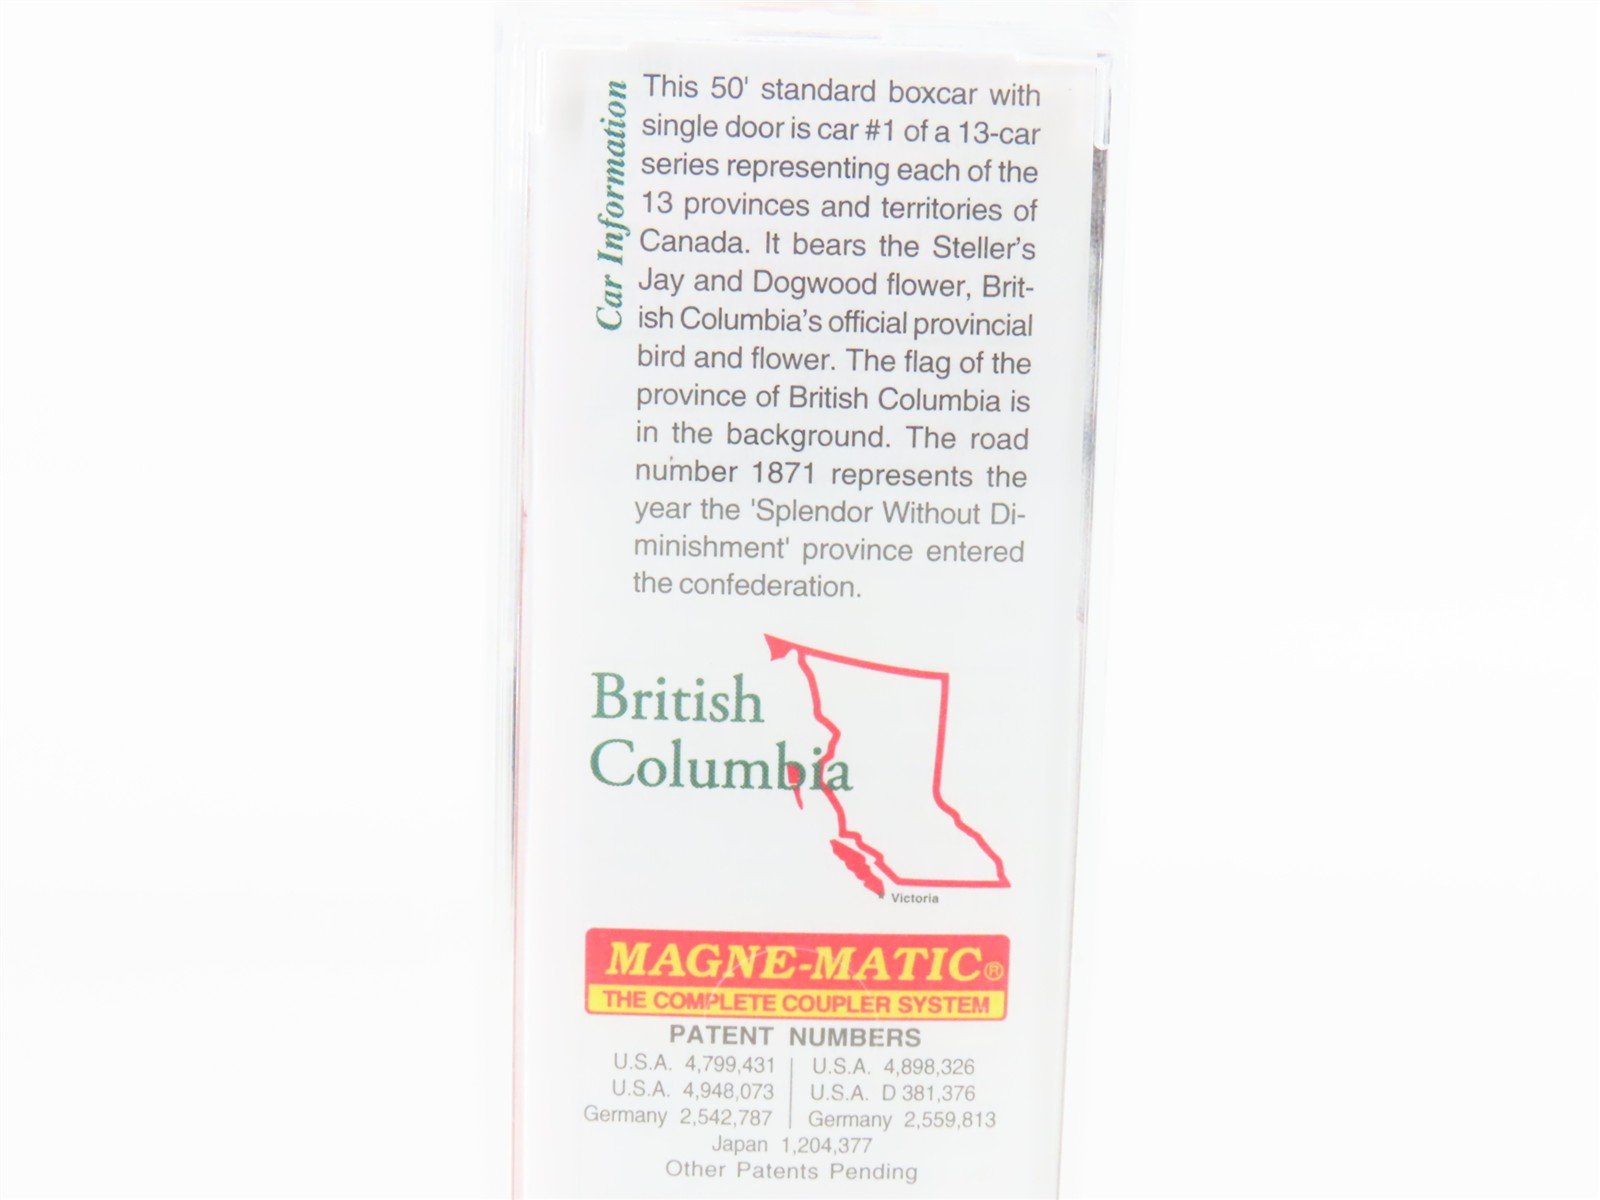 Car Information
This 50' standard boxcar with
single door is car #1 of a 13-car
series representing each of the
13 provinces and territories of
Canada. It bears the Steller's
Jay and Dogwood flower, Brit-
ish Columbia's official provincial
bird and flower. The flag of the
province of British Columbia is
in the background. The road
number 1871 represents the
year the 'Splendor Without Di-
minishment' province entered
the confederation.
British
Columbia
Victoria
MAGNE-MATIC®
THE COMPLETE COUPLER SYSTEM
PATENT NUMBERS
U.S.A. 4,799,431 | U.S.A. 4,898,326
U.S.A. 4,948,073 | U.S.A. D 381,376
Germany 2,542,787 | Germany 2,559,813
Japan 1,204,377
Other Patents Pending